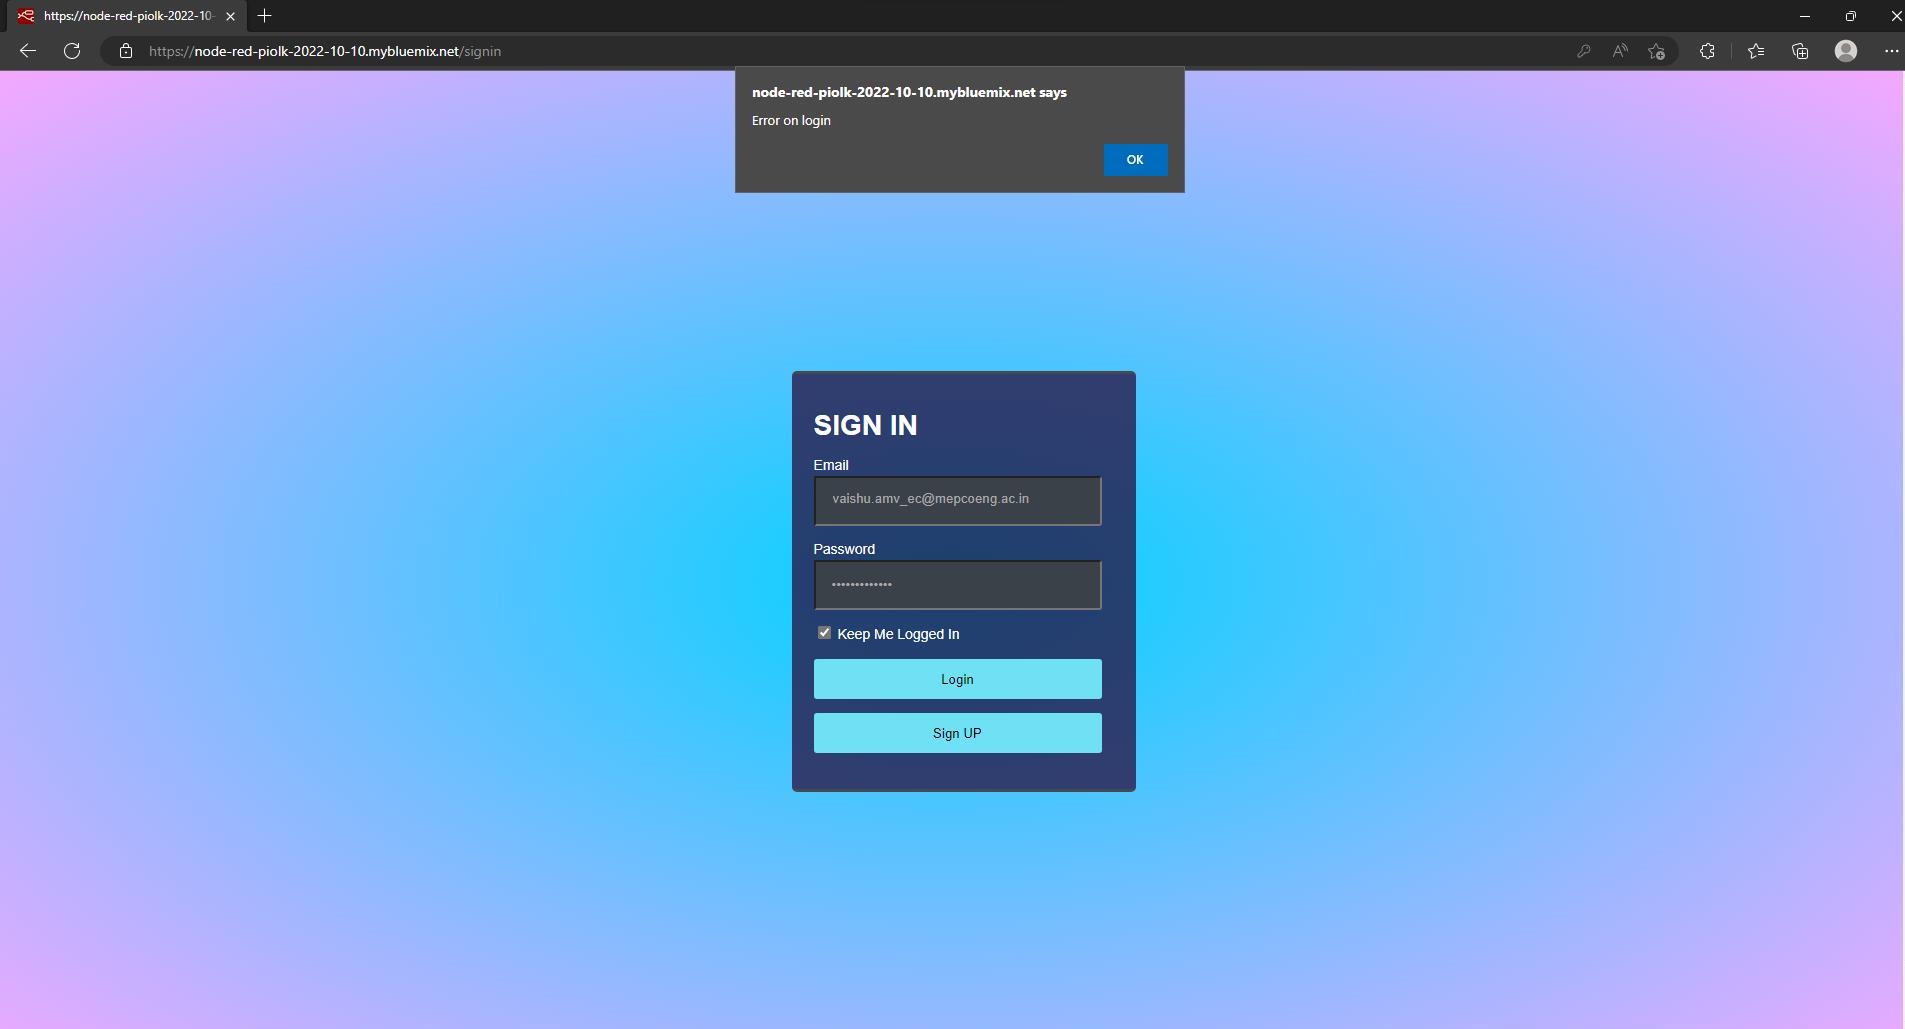 https://node-red-piolk-2022-10-
https://node-red-piolk-2022-10-10.mybluemix.net/signin
node-red-piolk-2022-10-10.mybluemix.net says
Error on login
OK
SIGN IN
Email
vaishu.amv_ec@mepcoeng.ac.in
Password
•••••••••••••
Keep Me Logged In
Login
Sign UP